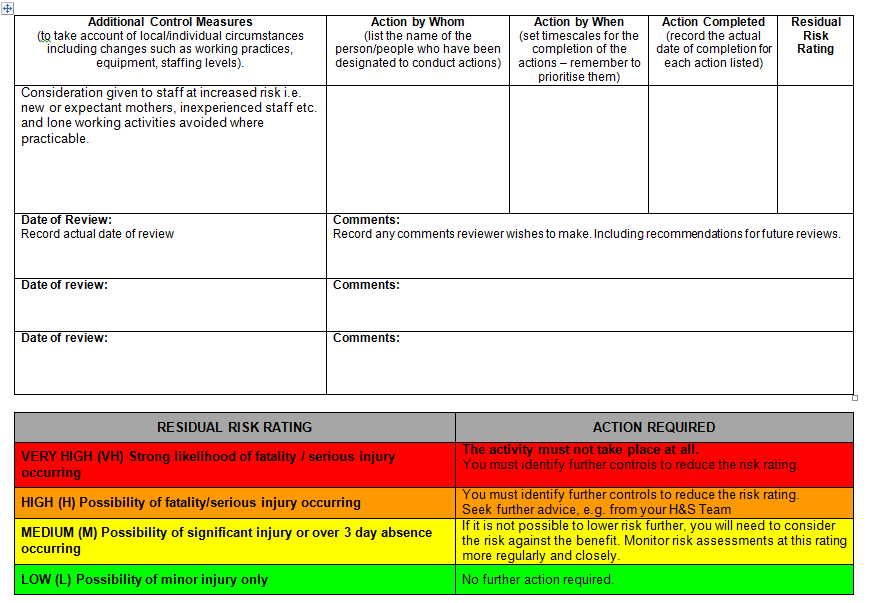 Additional Control Measures
(to take account of local/individual circumstances
including changes such as working practices,
equipment, staffing levels).
Action by Whom
(list the name of the
person/people who have been
designated to conduct actions)
Action by When
(set timescales for the
completion of the
actions – remember to
prioritise them)
Action Completed
(record the actual
date of completion for
each action listed)
Residual
Risk
Rating
Consideration given to staff at increased risk i.e.
new or expectant mothers, inexperienced staff etc.
and lone working activities avoided where
practicable.
Date of Review:
Record actual date of review
Comments:
Record any comments reviewer wishes to make. Including recommendations for future reviews.
Date of review:
Comments:
Date of review:
Comments:
RESIDUAL RISK RATING
ACTION REQUIRED
VERY HIGH (VH) Strong likelihood of fatality / serious injury
occurring
The activity must not take place at all.
You must identify further controls to reduce the risk rating.
HIGH (H) Possibility of fatality/serious injury occurring
You must identify further controls to reduce the risk rating.
Seek further advice, e.g. from your H&S Team
MEDIUM (M) Possibility of significant injury or over 3 day absence
occurring
If it is not possible to lower risk further, you will need to consider
the risk against the benefit. Monitor risk assessments at this rating
more regularly and closely.
LOW (L) Possibility of minor injury only
No further action required.